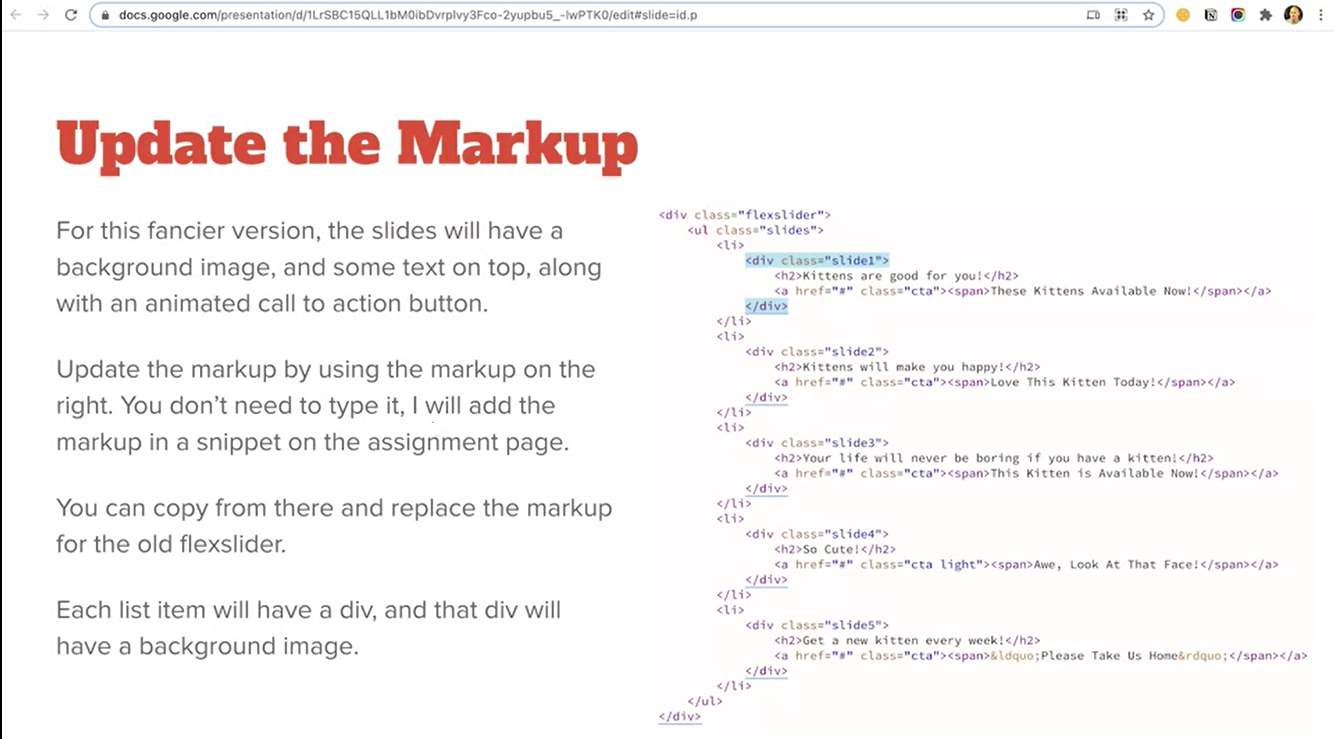 docs.google.com/presentation/d/1LrSBC15QLL1bM0ibDvrplvy3Fco-2yupbu5_-lwPTK0/edit#slide=id.p
Update the Markup
For this fancier version, the slides will have a
background image, and some text on top, along
with an animated call to action button.
Update the markup by using the markup on the
right. You don’t need to type it, I will add the
markup in a snippet on the assignment page.
You can copy from there and replace the markup
for the old flexslider.
Each list item will have a div, and that div will
have a background image.
<div class="flexslider">
<ul class="slides">
<li>
<div class="slide1">
<h2>Kittens are good for you!</h2>
<a href="#" class="cta"><span>These Kittens Available Now!</span></a>
</div>
</li>
<li>
<div class="slide2">
<h2>Kittens will make you happy!</h2>
<a href="#" class="cta"><span>Love This Kitten Today!</span></a>
</div>
</li>
<li>
<div class="slide3">
<h2>Your life will never be boring if you have a kitten!</h2>
<a href="#" class="cta"><span>This Kitten is Available Now!</span></a>
</div>
</li>
<li>
<div class="slide4">
<h2>So Cute!</h2>
<a href="#" class="cta light"><span>Awe, Look At That Face!</span></a>
</div>
</li>
<li>
<div class="slide5">
<h2>Get a new kitten every week!</h2>
<a href="#" class="cta"><span>&ldquo;Please Take Us Home&rdquo;</span></a>
</div>
</li>
</ul>
</div>